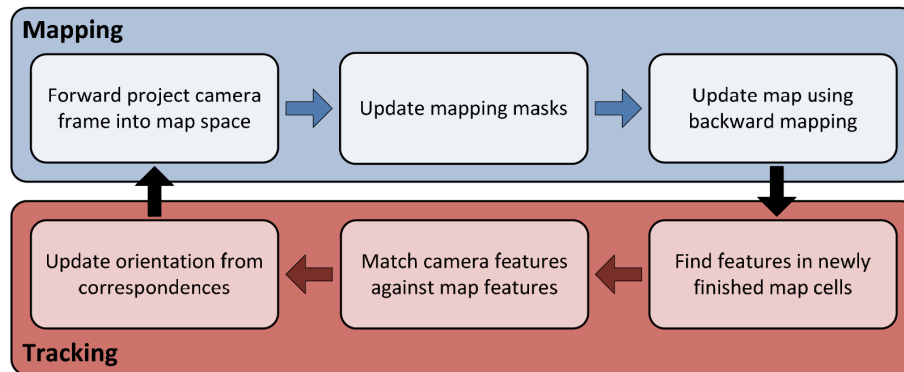 Mapping
Forward project camera
frame into map space
Update mapping masks
Update map using
backward mapping
Update orientation from
correspondences
Match camera features
against map features
Find features in newly
finished map cells
Tracking